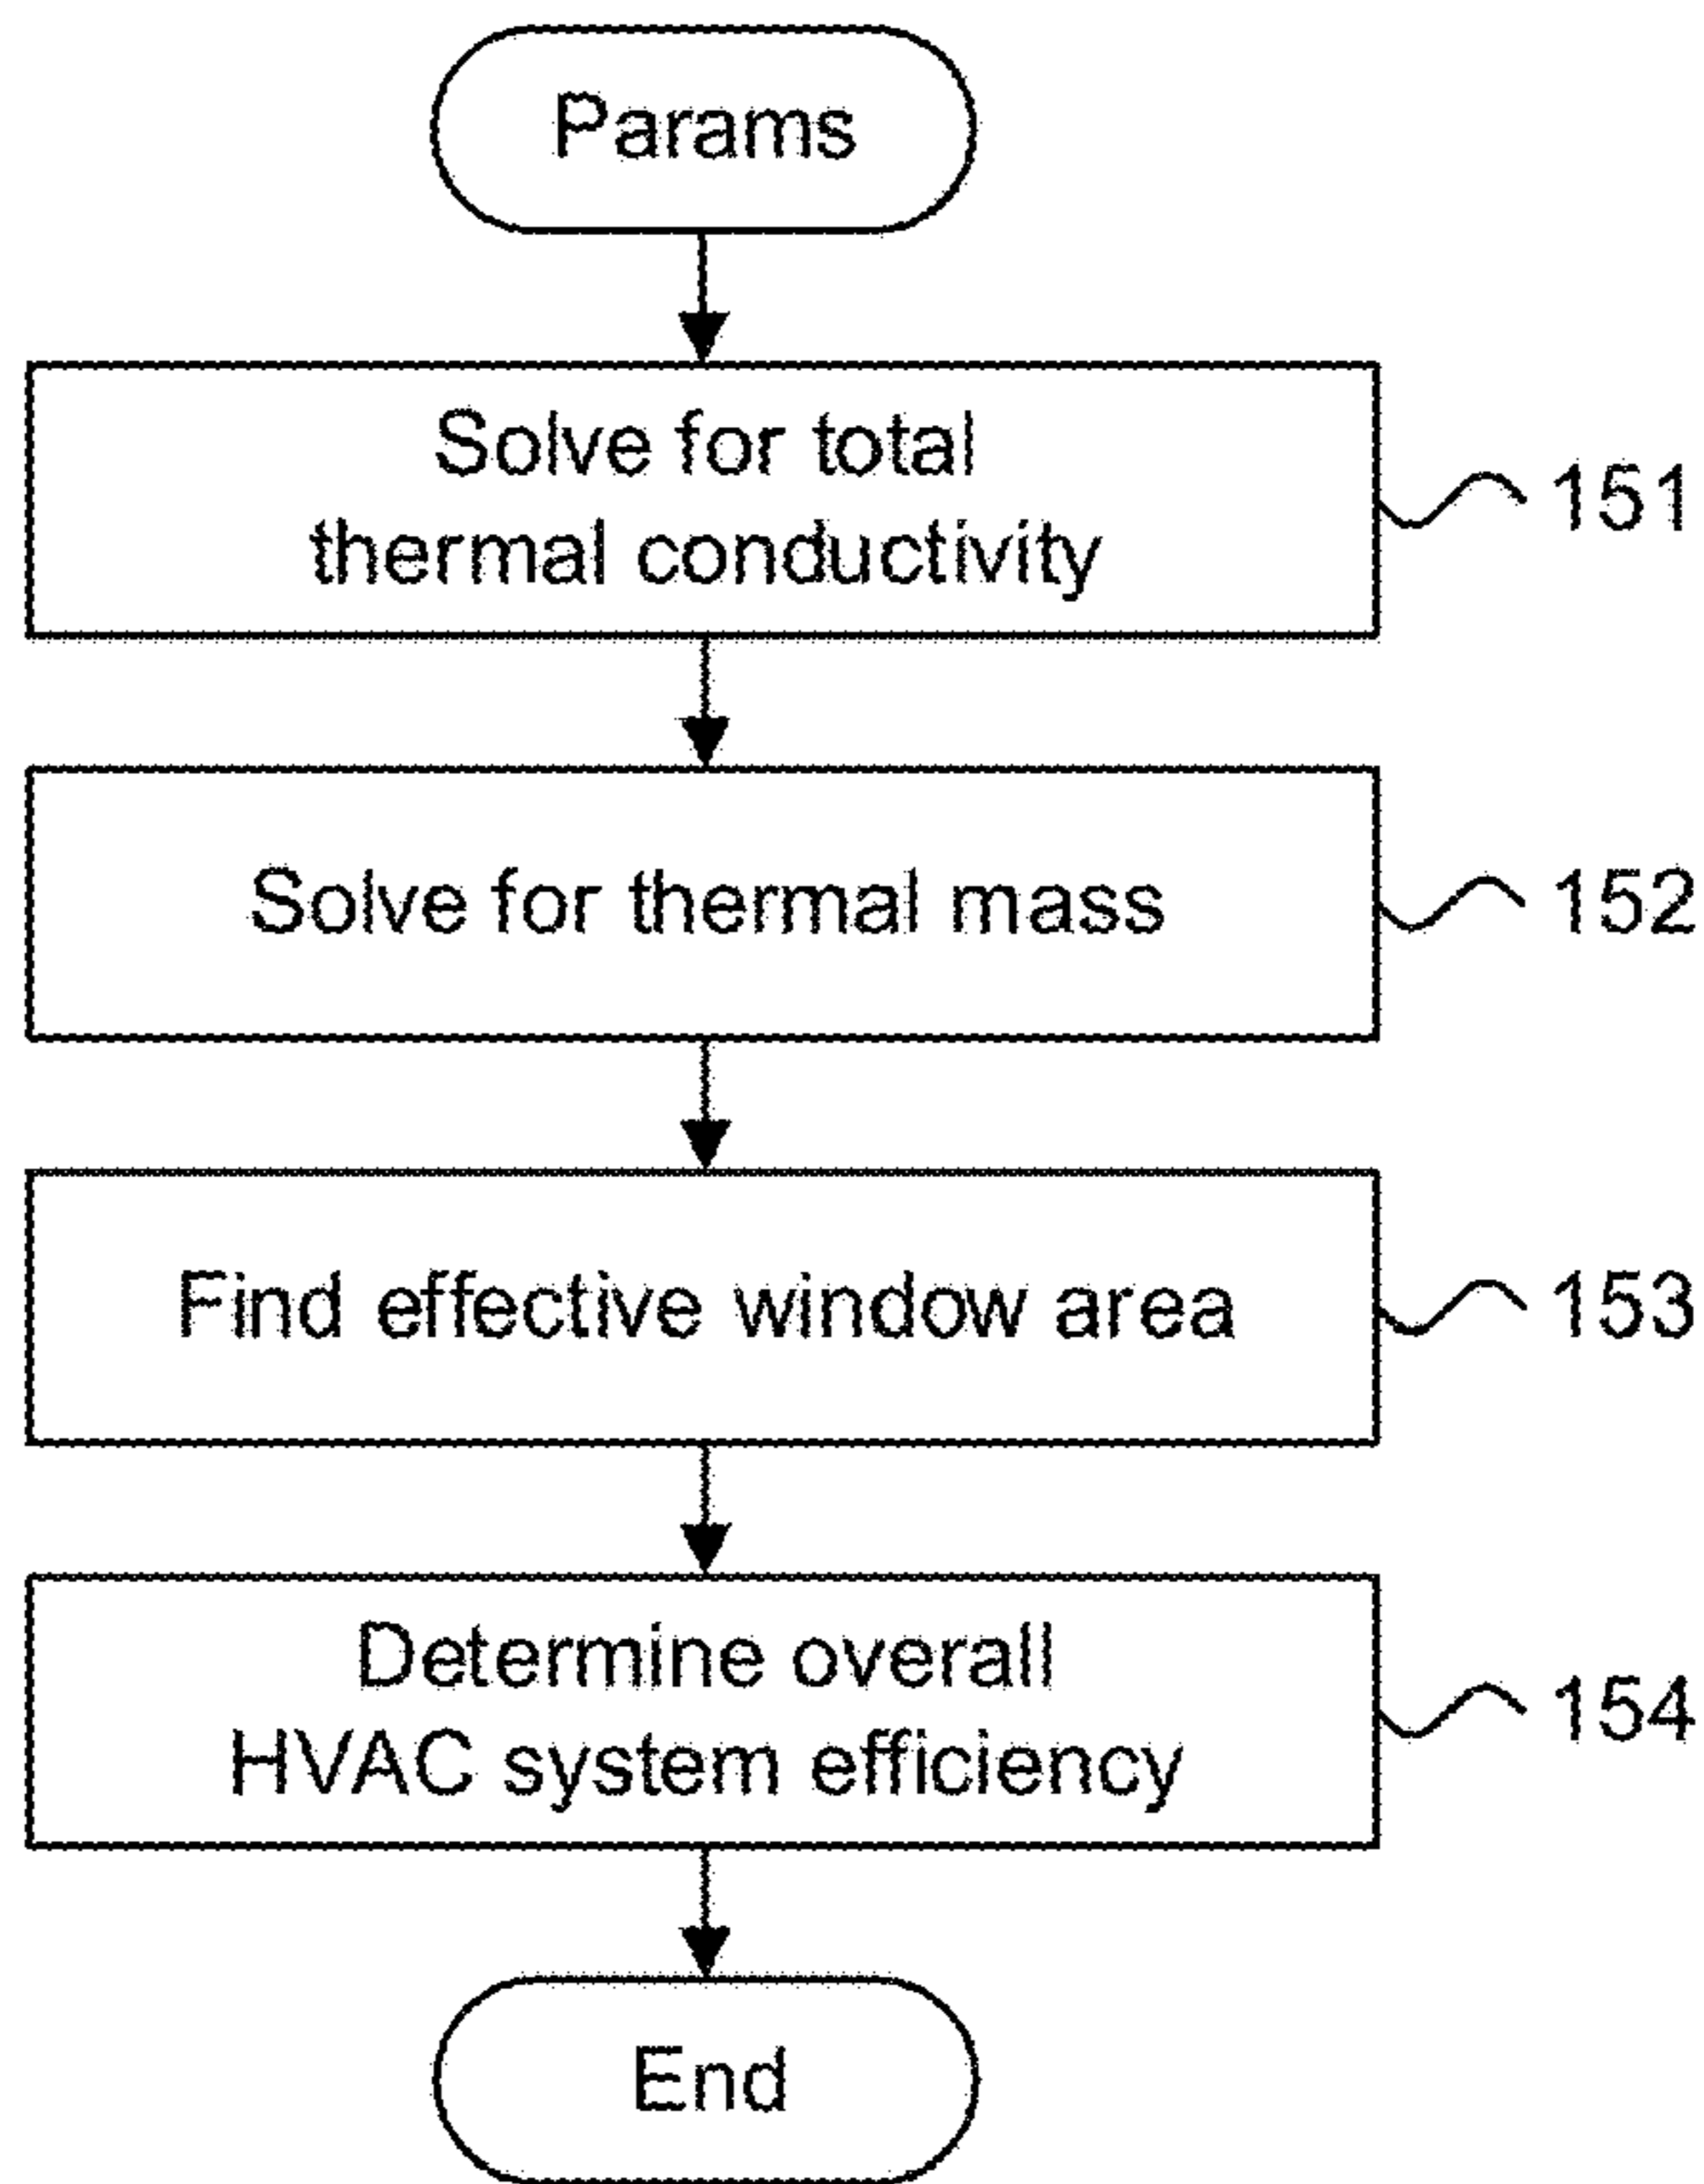 Params
Solve for total
thermal conductivity
151
Solve for thermal mass
152
Find effective window area
153
Determine overall
HVAC system efficiency
154
End